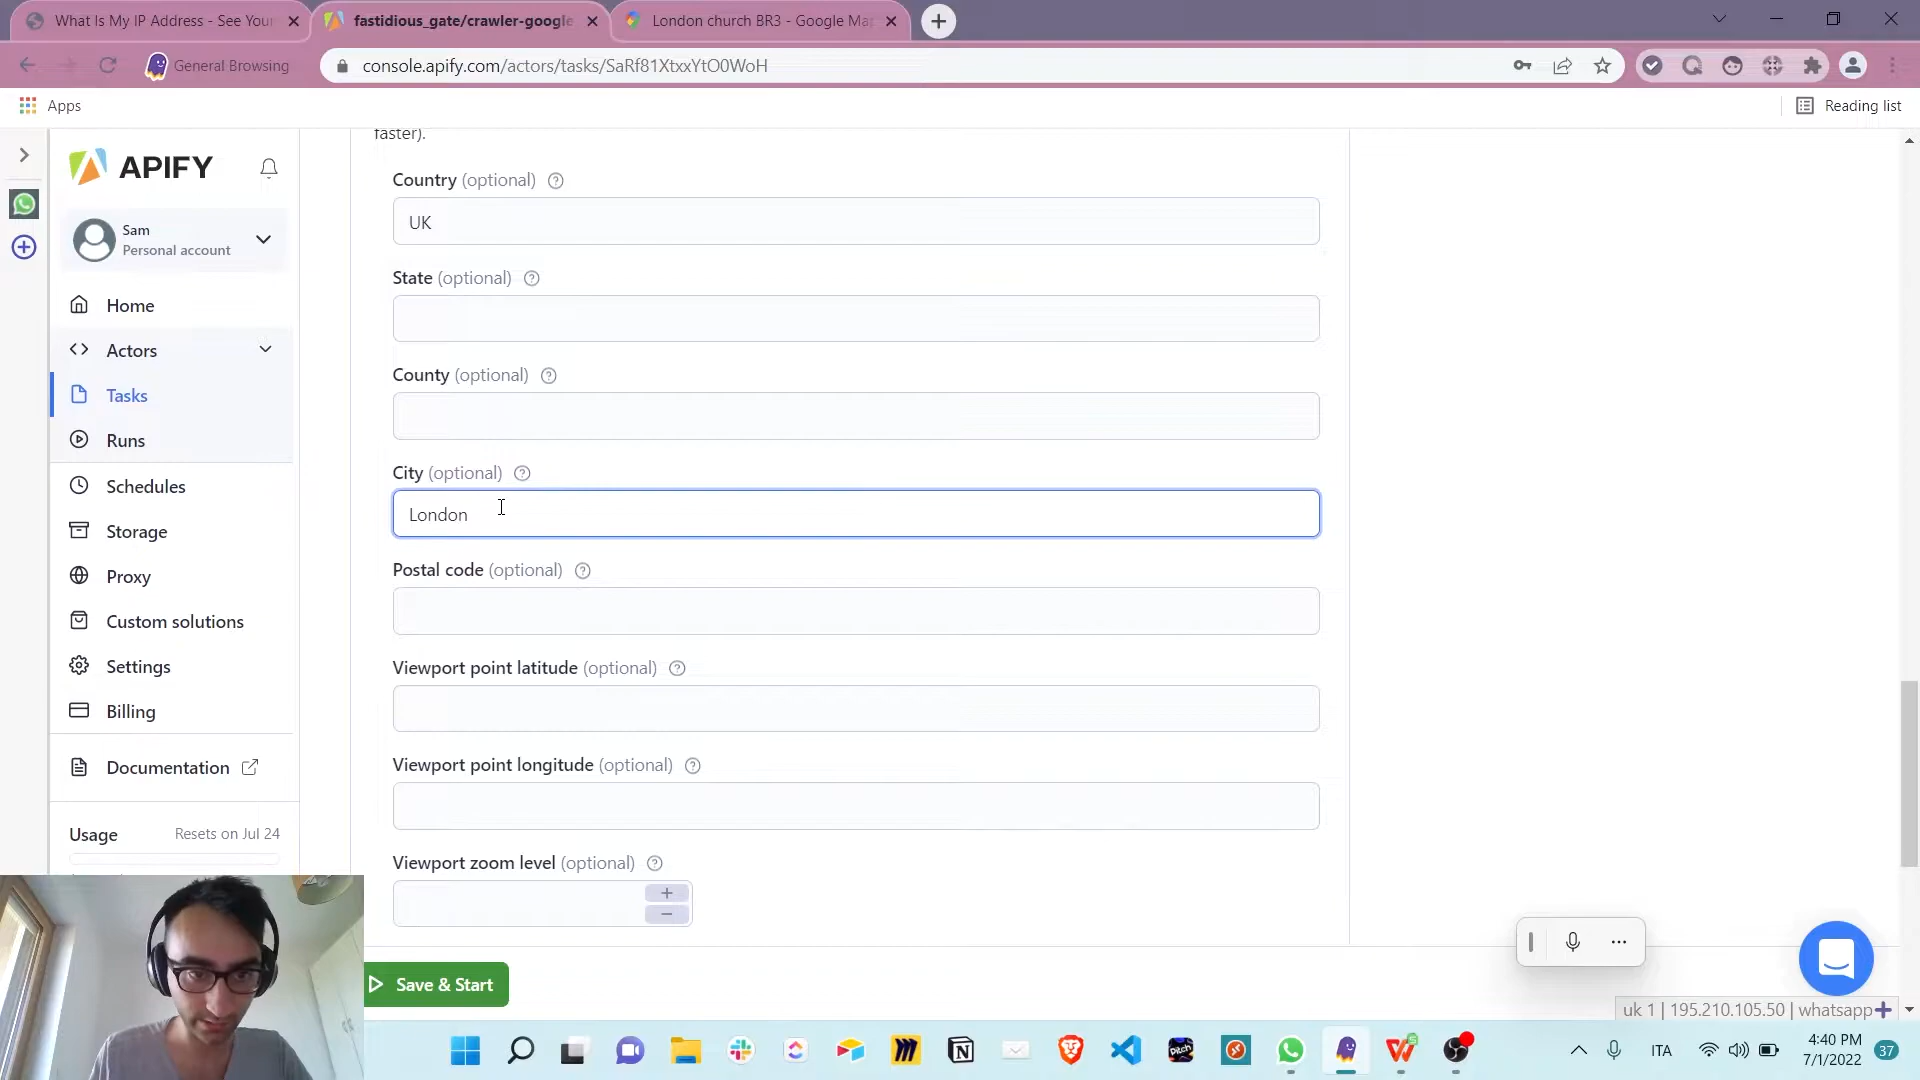 What Is My IP Address - See Your
fastidious_gate/crawler-google
London church BR3 - Google Map
General Browsing
console.apify.com/actors/tasks/SaRf81XtxxYtO0WoH
Apps
Reading list
faster).
APIFY
Sam
Personal account
Home
Actors
Tasks
Runs
Schedules
Storage
Proxy
Custom solutions
Settings
Billing
Documentation
Usage
Resets on Jul 24
Country (optional)
UK
State (optional)
County (optional)
City (optional)
London
Postal code (optional)
Viewport point latitude (optional)
Viewport point longitude (optional)
Viewport zoom level (optional)
Save & Start
uk 1 | 195.210.105.50 | whatsapp
Pitch
ITA
4:40 PM
7/1/2022
37